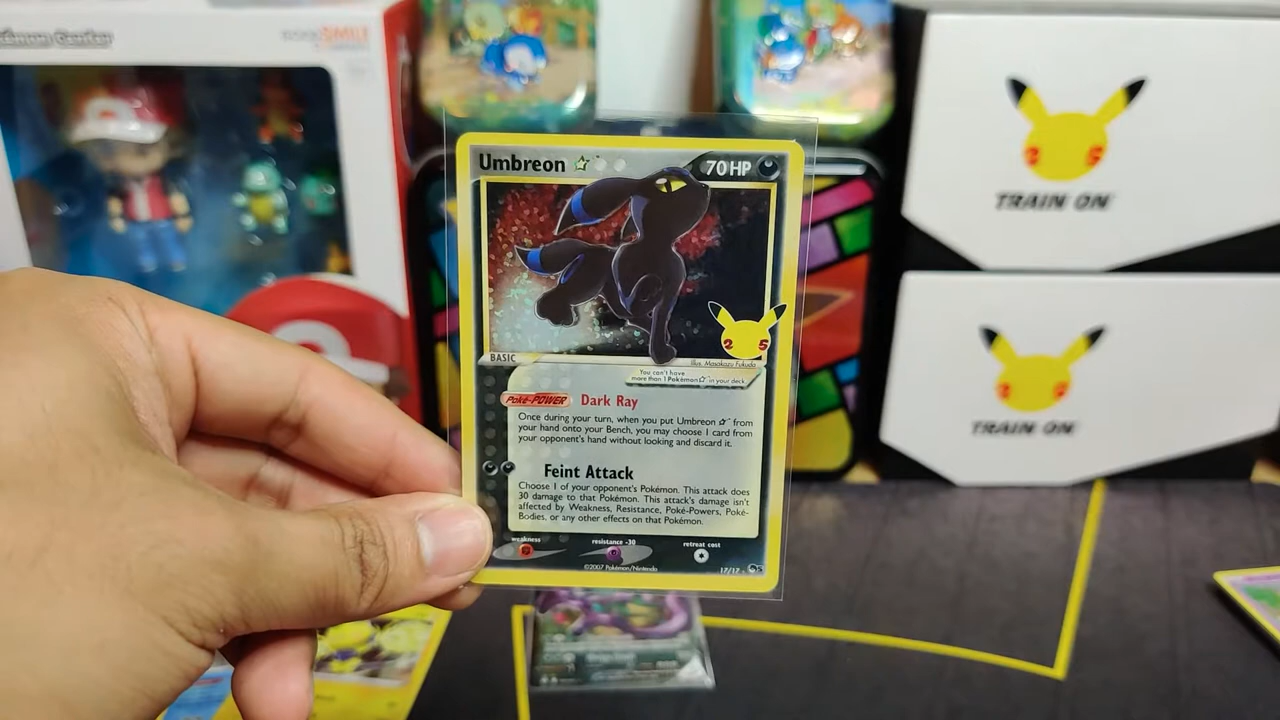 Pokémon Center
GOOD SMILE
TRAIN ON
TRAIN ON
Umbreon ☆
70 HP
25
BASIC
Illus. Masakazu Fukuda
You can't have
more than 1 Pokémon ☆ in your deck.
Poké-POWER Dark Ray
Once during your turn, when you put Umbreon ☆ from
your hand onto your Bench, you may choose 1 card from
your opponent's hand without looking and discard it.
Feint Attack
Choose 1 of your opponent's Pokémon. This attack does
30 damage to that Pokémon. This attack's damage isn't
affected by Weakness, Resistance, Poké-Powers, Poké-
Bodies, or any other effects on that Pokémon.
weakness
resistance -30
retreat cost
©2007 Pokémon/Nintendo
17/17